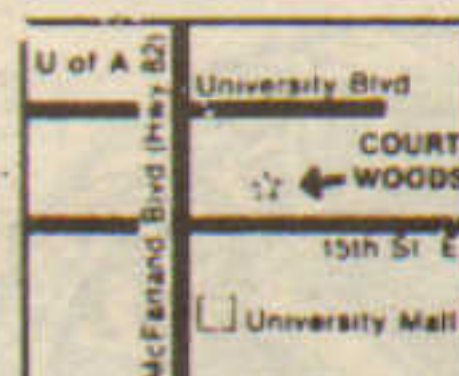 U of A
McFarland Blvd (Hwy 82)
University Blvd
COURT
WOODS
15th St E
University Mall